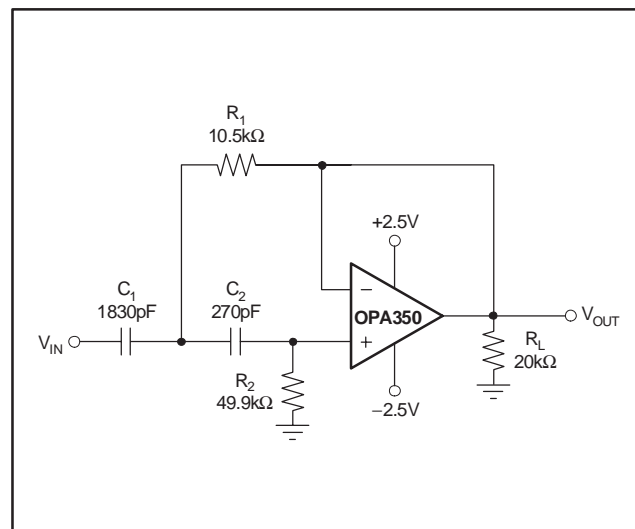 R1
10.5kΩ
+2.5V
C1
1830pF
C2
270pF
−
OPA350
+
VIN
VOUT
R2
49.9kΩ
RL
20kΩ
−2.5V